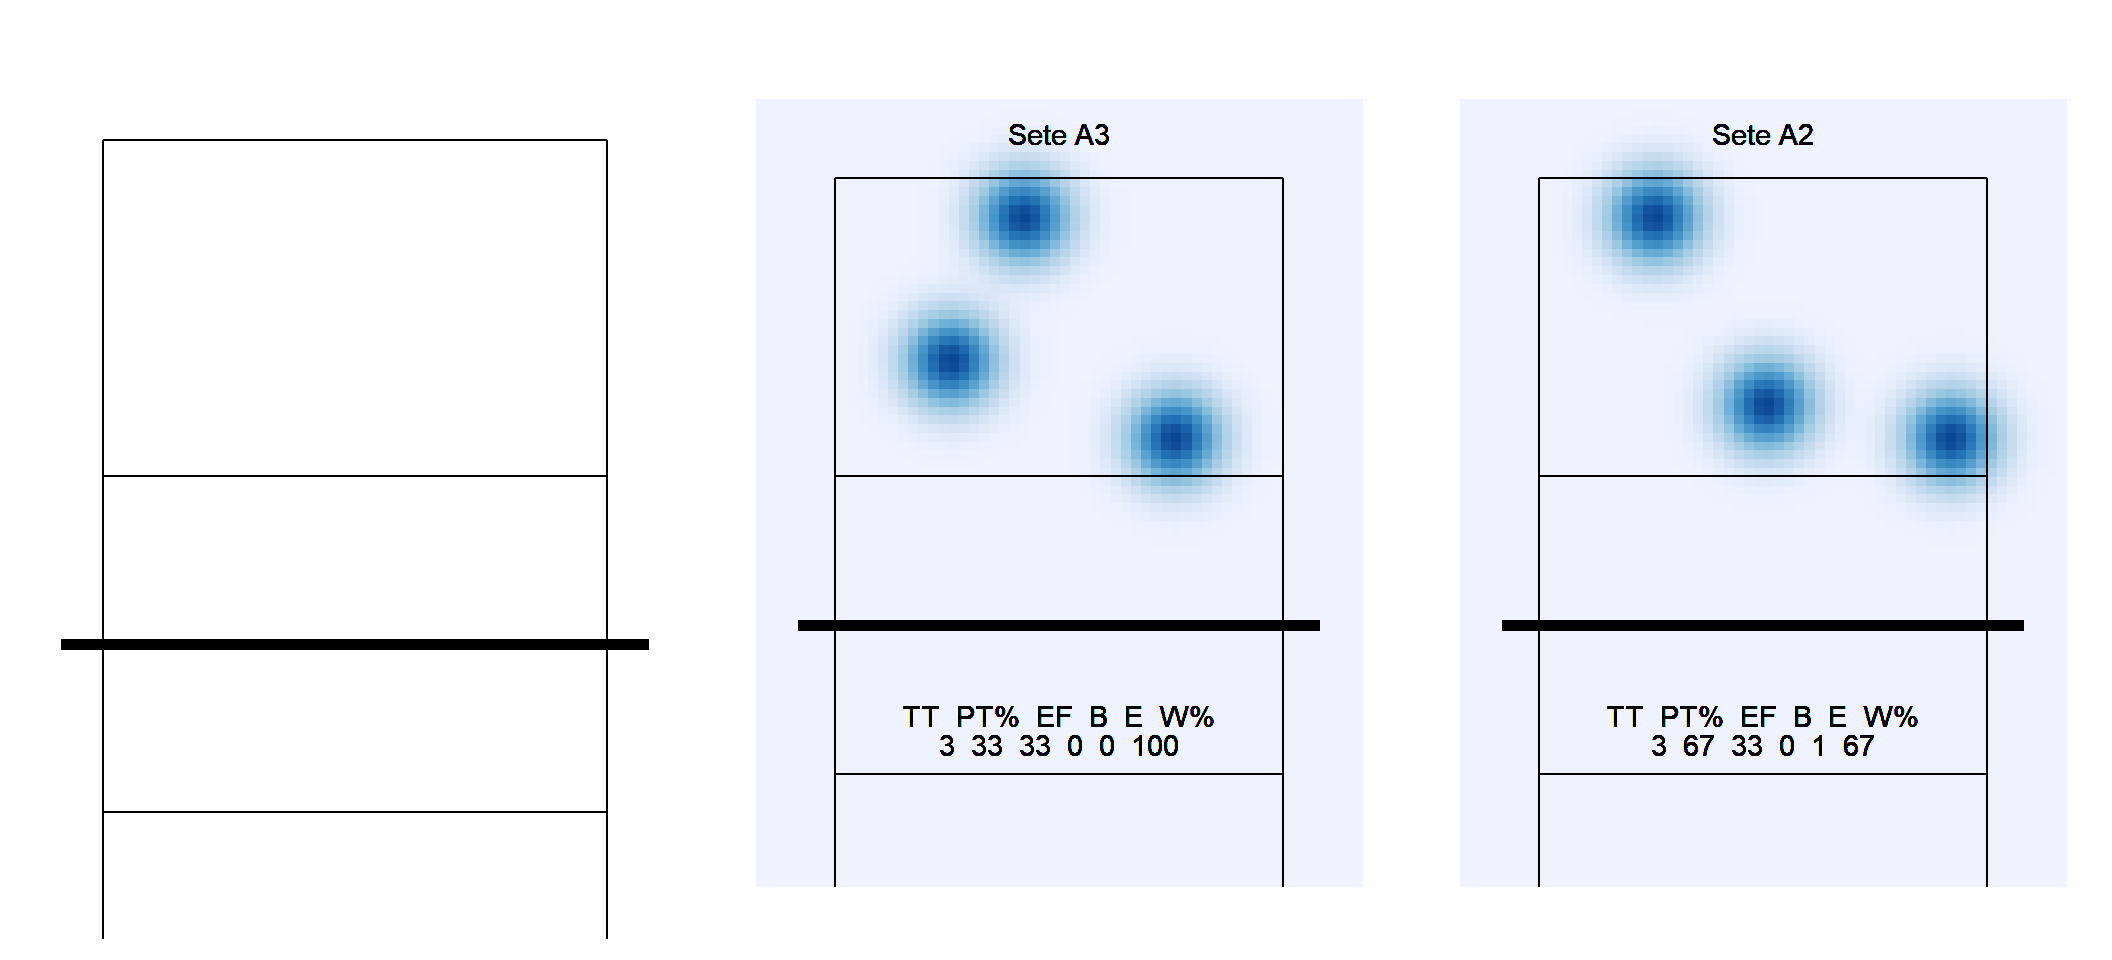 Sete A3
TT PT% EF B E W%
3 33 33 0 0 100
Sete A2
TT PT% EF B E W%
3 67 33 0 1 67